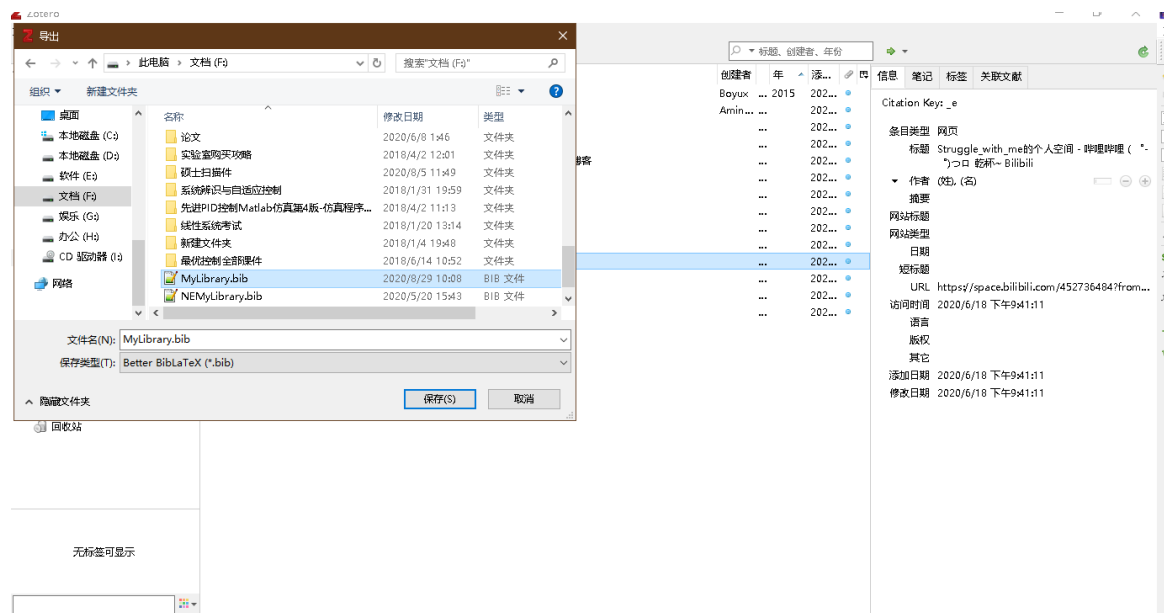 Zotero
导出
此电脑 > 文档 (F:)
搜索"文档 (F:)"
组织
新建文件夹
桌面
本地磁盘 (C:)
本地磁盘 (D:)
软件 (E:)
文档 (F:)
娱乐 (G:)
办公 (H:)
CD 驱动器 (I:)
网络
名称 修改日期 类型
论文 2020/6/8 1:46 文件夹
实验室购买攻略 2018/4/2 12:01 文件夹
硕士扫描件 2020/8/5 11:49 文件夹
系统辨识与自适应控制 2018/1/31 19:59 文件夹
先进PID控制Matlab仿真第4版-仿真程序... 2018/4/2 11:13 文件夹
线性系统考试 2018/1/20 13:14 文件夹
新建文件夹 2018/1/4 19:48 文件夹
最优控制全部课件 2018/6/14 10:52 文件夹
MyLibrary.bib 2020/8/29 10:08 BIB 文件
NEMyLibrary.bib 2020/5/20 15:43 BIB 文件
文件名(N): MyLibrary.bib
保存类型(T): Better BibLaTeX (*.bib)
隐藏文件夹
保存(S)
取消
回收站
无标签可显示
标题、创建者、年份
创建者 年 添...
Boyux ... 2015 202...
Amin... ... 202...
... 202...
... 202...
... 202...
... 202...
... 202...
... 202...
... 202...
... 202...
... 202...
... 202...
... 202...
... 202...
信息 笔记 标签 关联文献
Citation Key: _e
条目类型 网页
标题 Struggle_with_me的个人空间 - 哔哩哔哩 ( ゜-
゜)つロ 乾杯~ Bilibili
作者 (姓), (名)
摘要
网站标题
网站类型
日期
短标题
URL https://space.bilibili.com/452736484?from...
访问时间 2020/6/18 下午9:41:11
语言
版权
其它
添加日期 2020/6/18 下午9:41:11
修改日期 2020/6/18 下午9:41:11